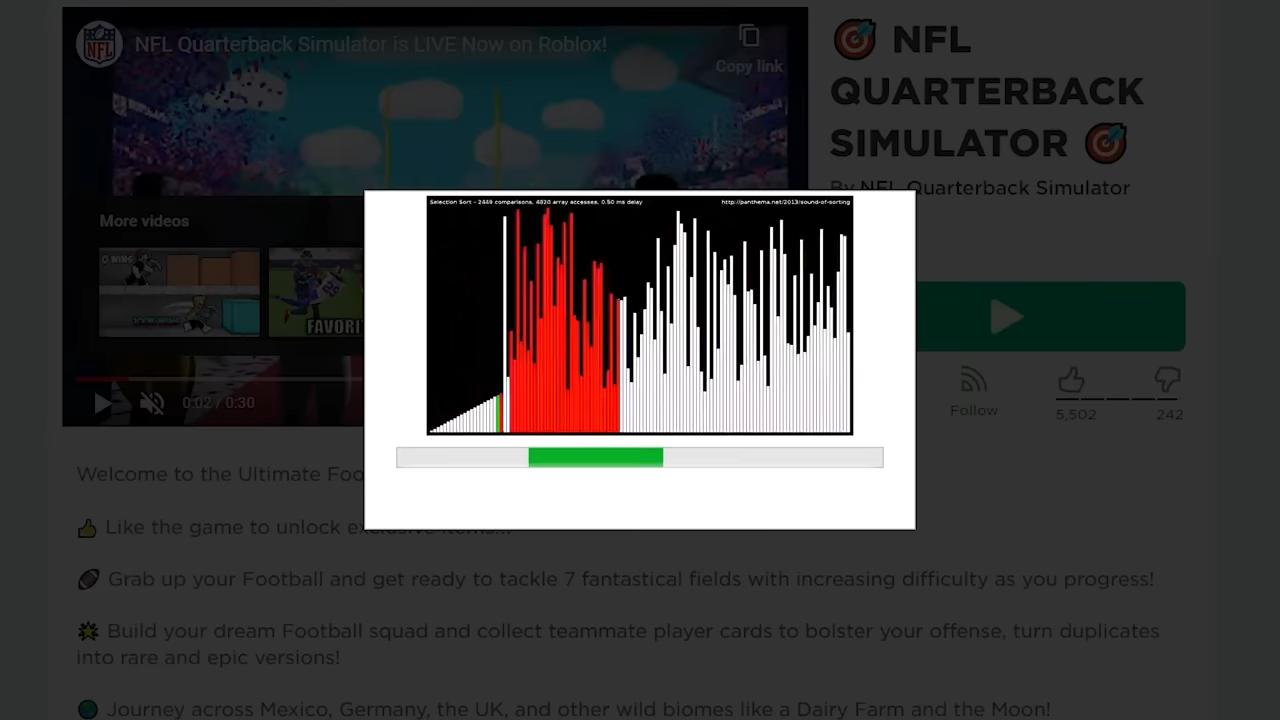 NFL Quarterback Simulator is LIVE Now on Roblox!
Copy link
More videos
FAVORI
0:02 / 0:30
🎯 NFL
QUARTERBACK
SIMULATOR 🎯
By NFL Quarterback Simulator
Selection Sort - 2449 comparisons, 4820 array accesses, 0.50 ms delay
http://panthema.net/2013/sound-of-sorting
Follow
5,502
242
Welcome to the Ultimate Foo
👍 Like the game to unlock exclusive items...
🏈 Grab up your Football and get ready to tackle 7 fantastical fields with increasing difficulty as you progress!
🌟 Build your dream Football squad and collect teammate player cards to bolster your offense, turn duplicates
into rare and epic versions!
🌎 Journey across Mexico, Germany, the UK, and other wild biomes like a Dairy Farm and the Moon!